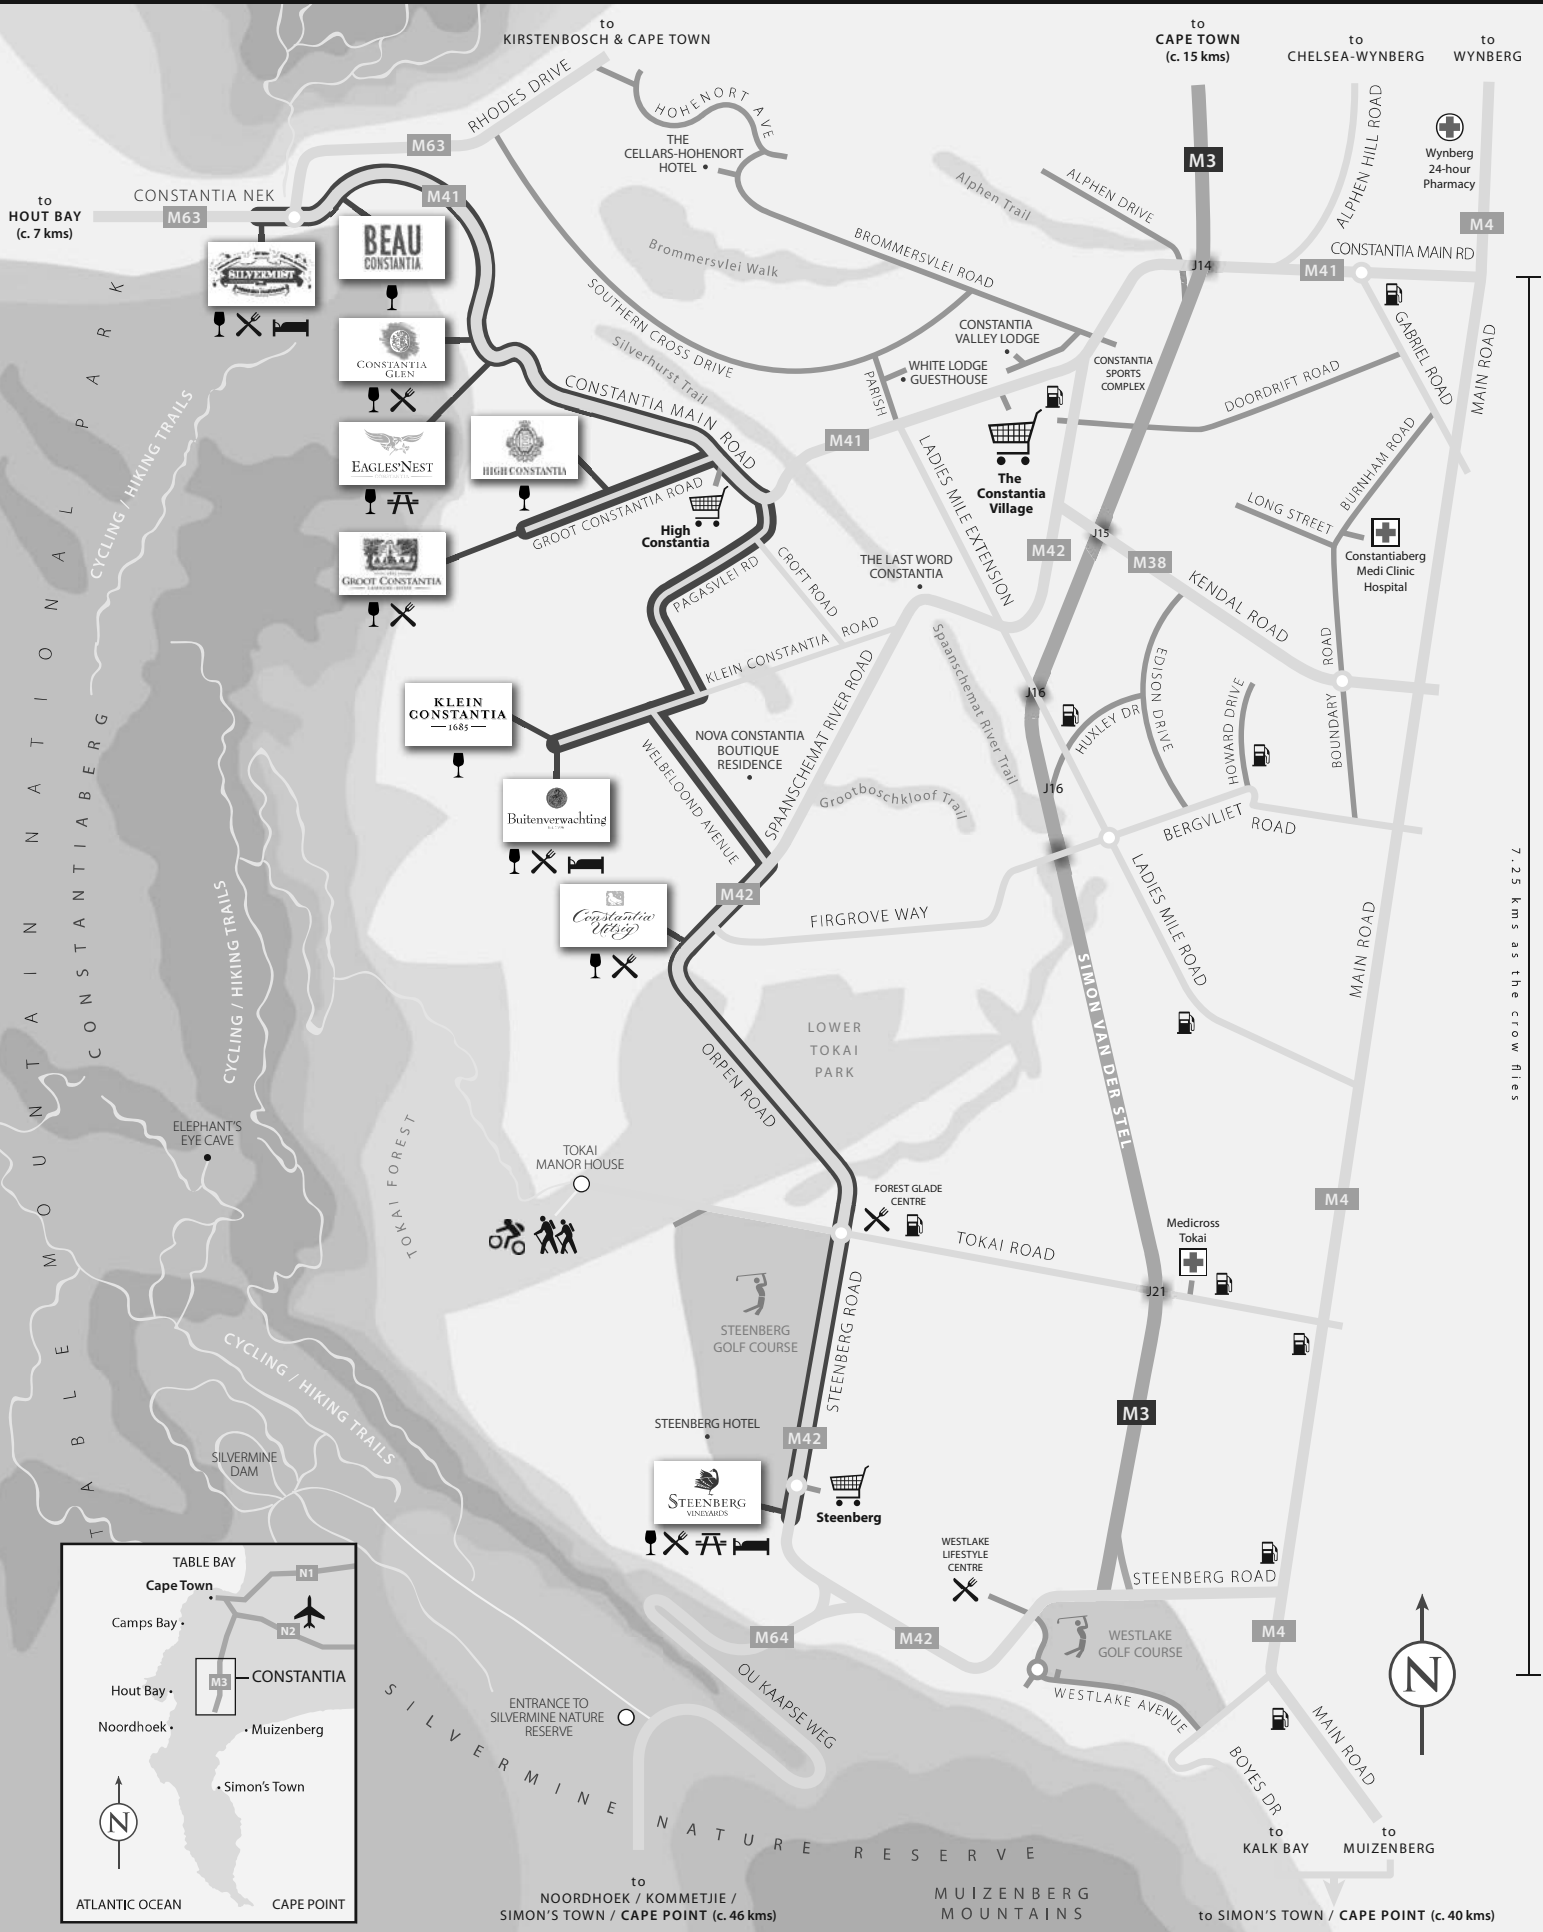 to
KIRSTENBOSCH & CAPE TOWN
to
CAPE TOWN
(c. 15 kms)
to
CHELSEA-WYNBERG
to
WYNBERG
RHODES DRIVE
HOHENORT AVE
THE
CELLARS-HOHENORT
HOTEL
M63
M3
ALPHEN HILL ROAD
Wynberg
24-hour
Pharmacy
to
HOUT BAY
(c. 7 kms)
CONSTANTIA NEK
M63
M41
Alphen Trail
ALPHEN DRIVE
M4
CONSTANTIA MAIN RD
M41
J14
BROMMERSVLEI ROAD
Brommersvlei Walk
SILVERMIST
BEAU
CONSTANTIA
SOUTHERN CROSS DRIVE
Silverhurst Trail
CONSTANTIA
VALLEY LODGE
WHITE LODGE
GUESTHOUSE
CONSTANTIA
SPORTS
COMPLEX
GABRIEL ROAD
MAIN ROAD
DOORDRIFT ROAD
CONSTANTIA
GLEN
CONSTANTIA MAIN ROAD
PARISH
M41
LADIES MILE EXTENSION
The
Constantia
Village
EAGLES'NEST
HIGH CONSTANTIA
GROOT CONSTANTIA ROAD
High
Constantia
BURNHAM ROAD
LONG STREET
Constantiaberg
Medi Clinic
Hospital
GROOT CONSTANTIA
PAGASVLEI RD
CROFT ROAD
THE LAST WORD
CONSTANTIA
M42
J15
M38
KENDAL ROAD
CYCLING / HIKING TRAILS
TABLE MOUNTAIN NATIONAL PARK
CONSTANTIABERG
KLEIN CONSTANTIA ROAD
Spaanschemat River Trail
EDISON DRIVE
HOWARD DRIVE
BOUNDARY ROAD
J16
HUXLEY DR
KLEIN
CONSTANTIA
1685
WELBELOOND AVENUE
NOVA CONSTANTIA
BOUTIQUE
RESIDENCE
SPAANSCHEMAT RIVER ROAD
J16
Grootboschkloof Trail
BERGVLIET ROAD
Buitenverwachting
LADIES MILE ROAD
7.25 kms as the crow flies
M42
Constantia
Uitsig
FIRGROVE WAY
CYCLING / HIKING TRAILS
SIMON VAN DER STEL
MAIN ROAD
LOWER
TOKAI
PARK
ORPEN ROAD
ELEPHANT'S
EYE CAVE
TOKAI FOREST
TOKAI
MANOR HOUSE
FOREST GLADE
CENTRE
M4
Medicross
Tokai
TOKAI ROAD
J21
STEENBERG
GOLF COURSE
STEENBERG ROAD
CYCLING / HIKING TRAILS
M3
STEENBERG HOTEL
M42
SILVERMINE
DAM
STEENBERG
VINEYARDS
Steenberg
WESTLAKE
LIFESTYLE
CENTRE
STEENBERG ROAD
M64
M42
WESTLAKE
GOLF COURSE
M4
N
OU KAAPSE WEG
WESTLAKE AVENUE
ENTRANCE TO
SILVERMINE NATURE
RESERVE
MAIN ROAD
BOYES DR
SILVERMINE NATURE RESERVE
to
KALK BAY
to
MUIZENBERG
MUIZENBERG
MOUNTAINS
to
NOORDHOEK / KOMMETJIE /
SIMON'S TOWN / CAPE POINT (c. 46 kms)
to SIMON'S TOWN / CAPE POINT (c. 40 kms)
TABLE BAY
Cape Town
N1
Camps Bay
N2
M3
CONSTANTIA
Hout Bay
Noordhoek
Muizenberg
Simon's Town
N
ATLANTIC OCEAN
CAPE POINT